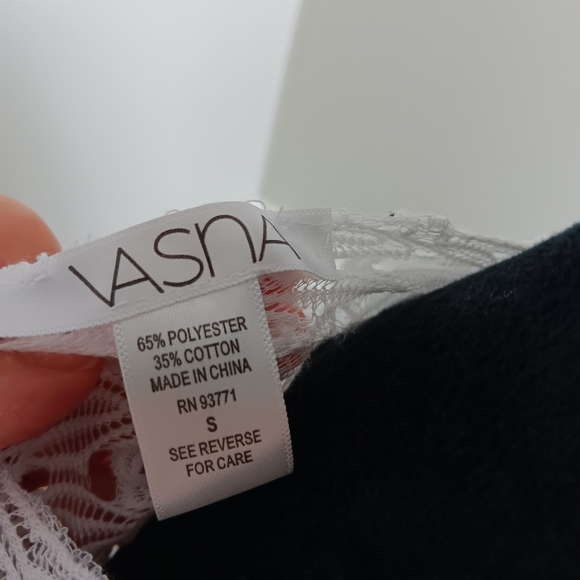 VASNA
65% POLYESTER
35% COTTON
MADE IN CHINA
RN 93771
S
SEE REVERSE
FOR CARE